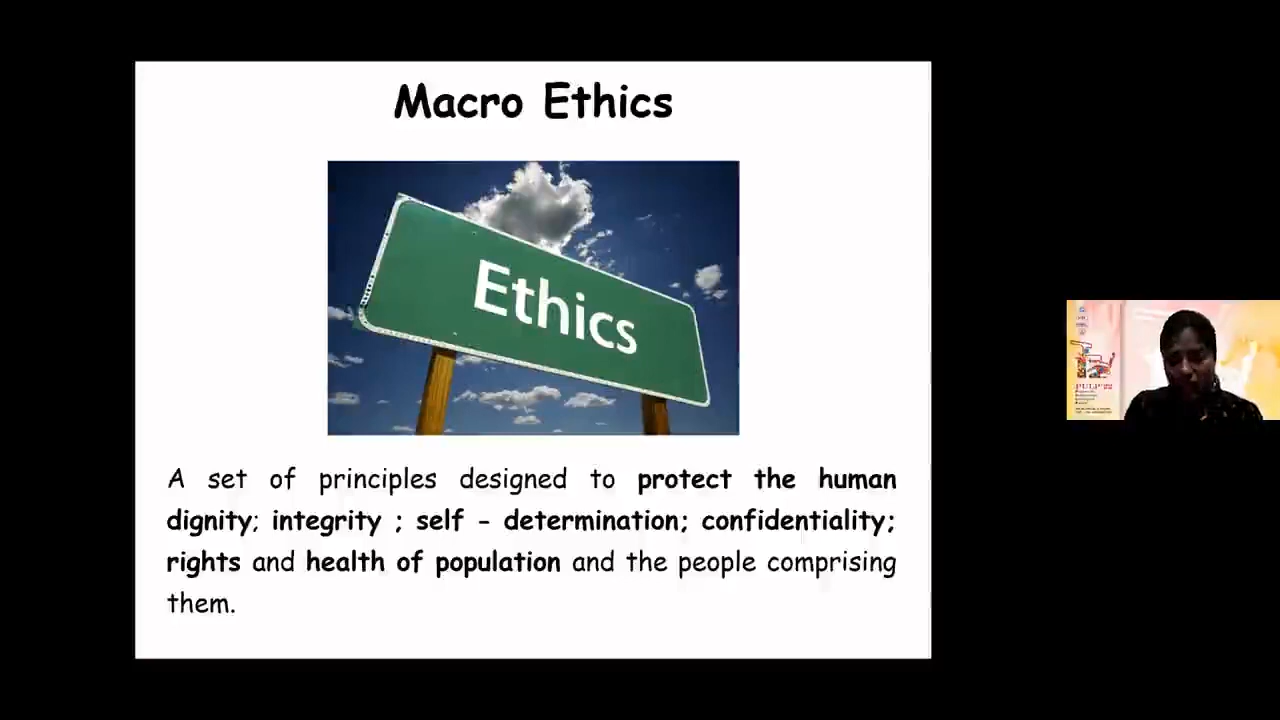 Macro Ethics
Ethics
A set of principles designed to protect the human
dignity; integrity ; self - determination; confidentiality;
rights and health of population and the people comprising
them.
PULP